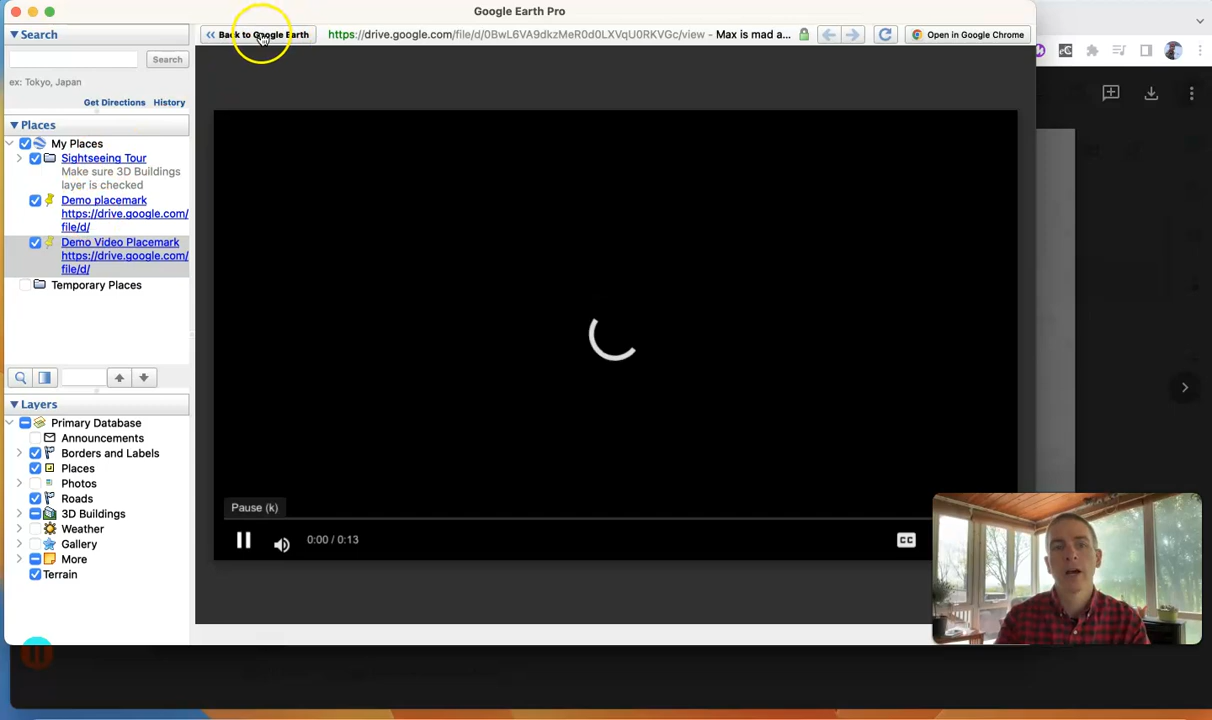 Google Earth Pro
Search
Back to Google Earth
https://drive.google.com/file/d/0BwL6VA9dkzMeR0d0LXVqU0RKVGc/view - Max is mad a...
Open in Google Chrome
Search
ex: Tokyo, Japan
Get Directions
History
Places
My Places
Sightseeing Tour
Make sure 3D Buildings
layer is checked
Demo placemark
https://drive.google.com/
file/d/
Demo Video Placemark
https://drive.google.com/
file/d/
Temporary Places
Layers
Primary Database
Announcements
Borders and Labels
Places
Photos
Roads
3D Buildings
Weather
Gallery
More
Terrain
Pause (k)
0:00 / 0:13
CC